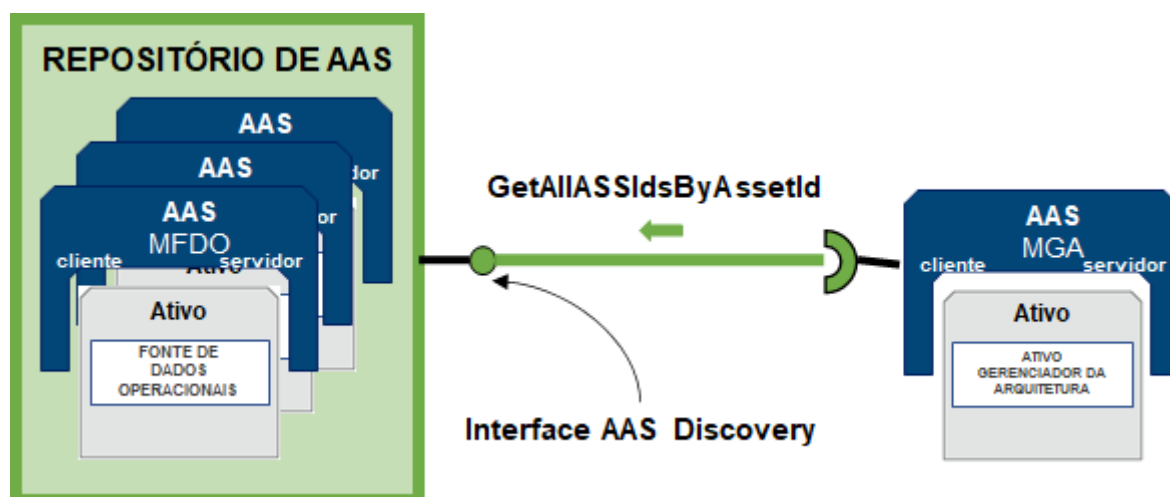 REPOSITÓRIO DE AAS
AAS
AAS
dor
AAS
or
MFDO
cliente
servidor
Ativo
Ativo
FONTE DE
DADOS
OPERACIONAIS
GetAllASSIdsByAssetId
Interface AAS Discovery
AAS
MGA
cliente
servidor
Ativo
ATIVO
GERENCIADOR DA
ARQUITETURA